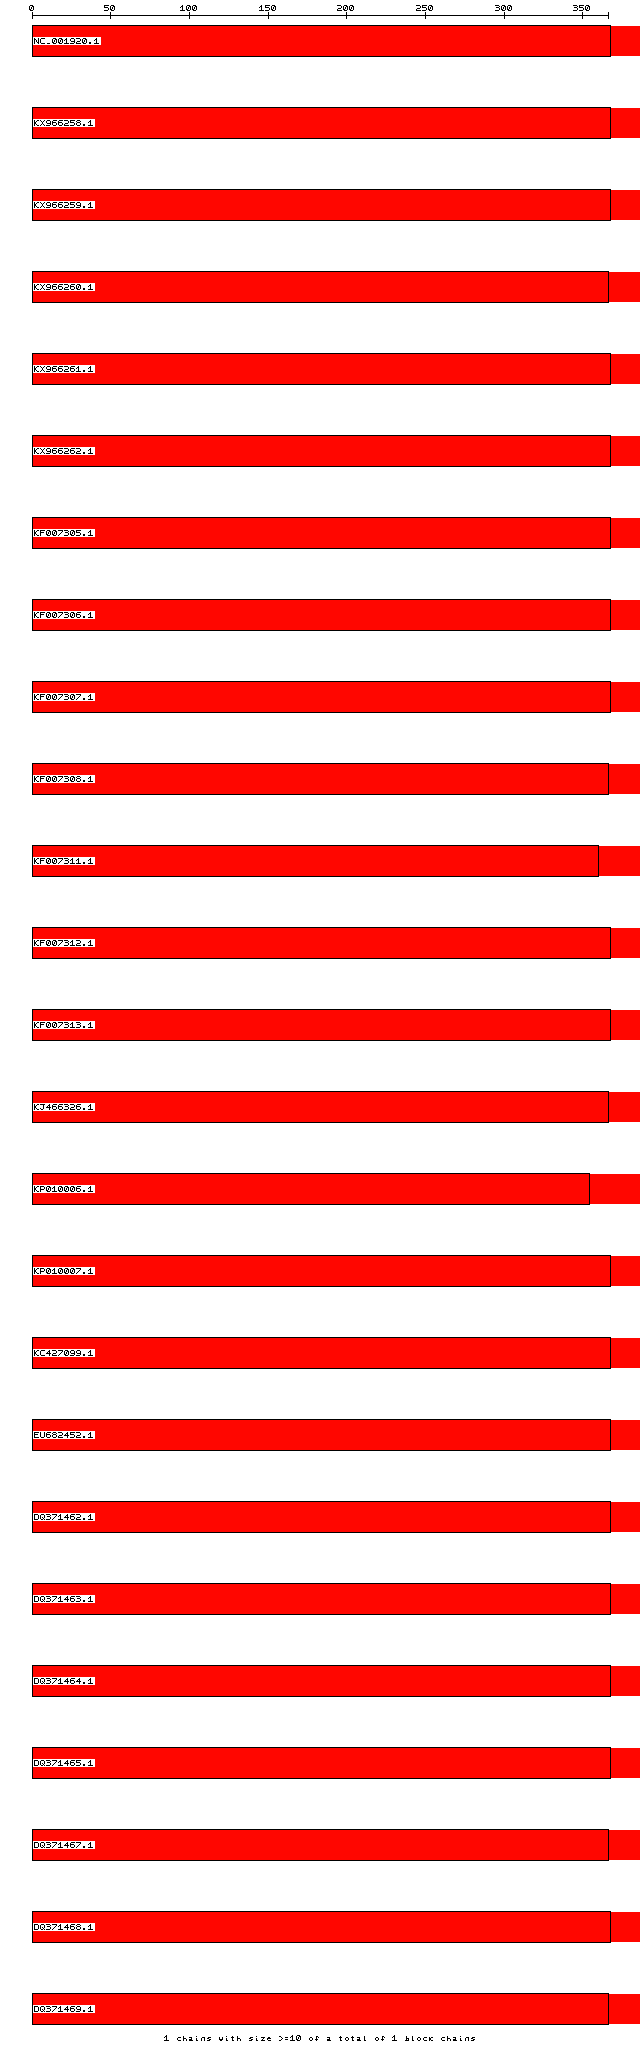 0 50 100 150 200 250 300 350
NC_001920.1
KX966258.1
KX966259.1
KX966260.1
KX966261.1
KX966262.1
KF007305.1
KF007306.1
KF007307.1
KF007308.1
KF007311.1
KF007312.1
KF007313.1
KJ466326.1
KP010006.1
KP010007.1
KC427099.1
EU682452.1
DQ371462.1
DQ371463.1
DQ371464.1
DQ371465.1
DQ371467.1
DQ371468.1
DQ371469.1
1 chains with size >=10 of a total of 1 block chains